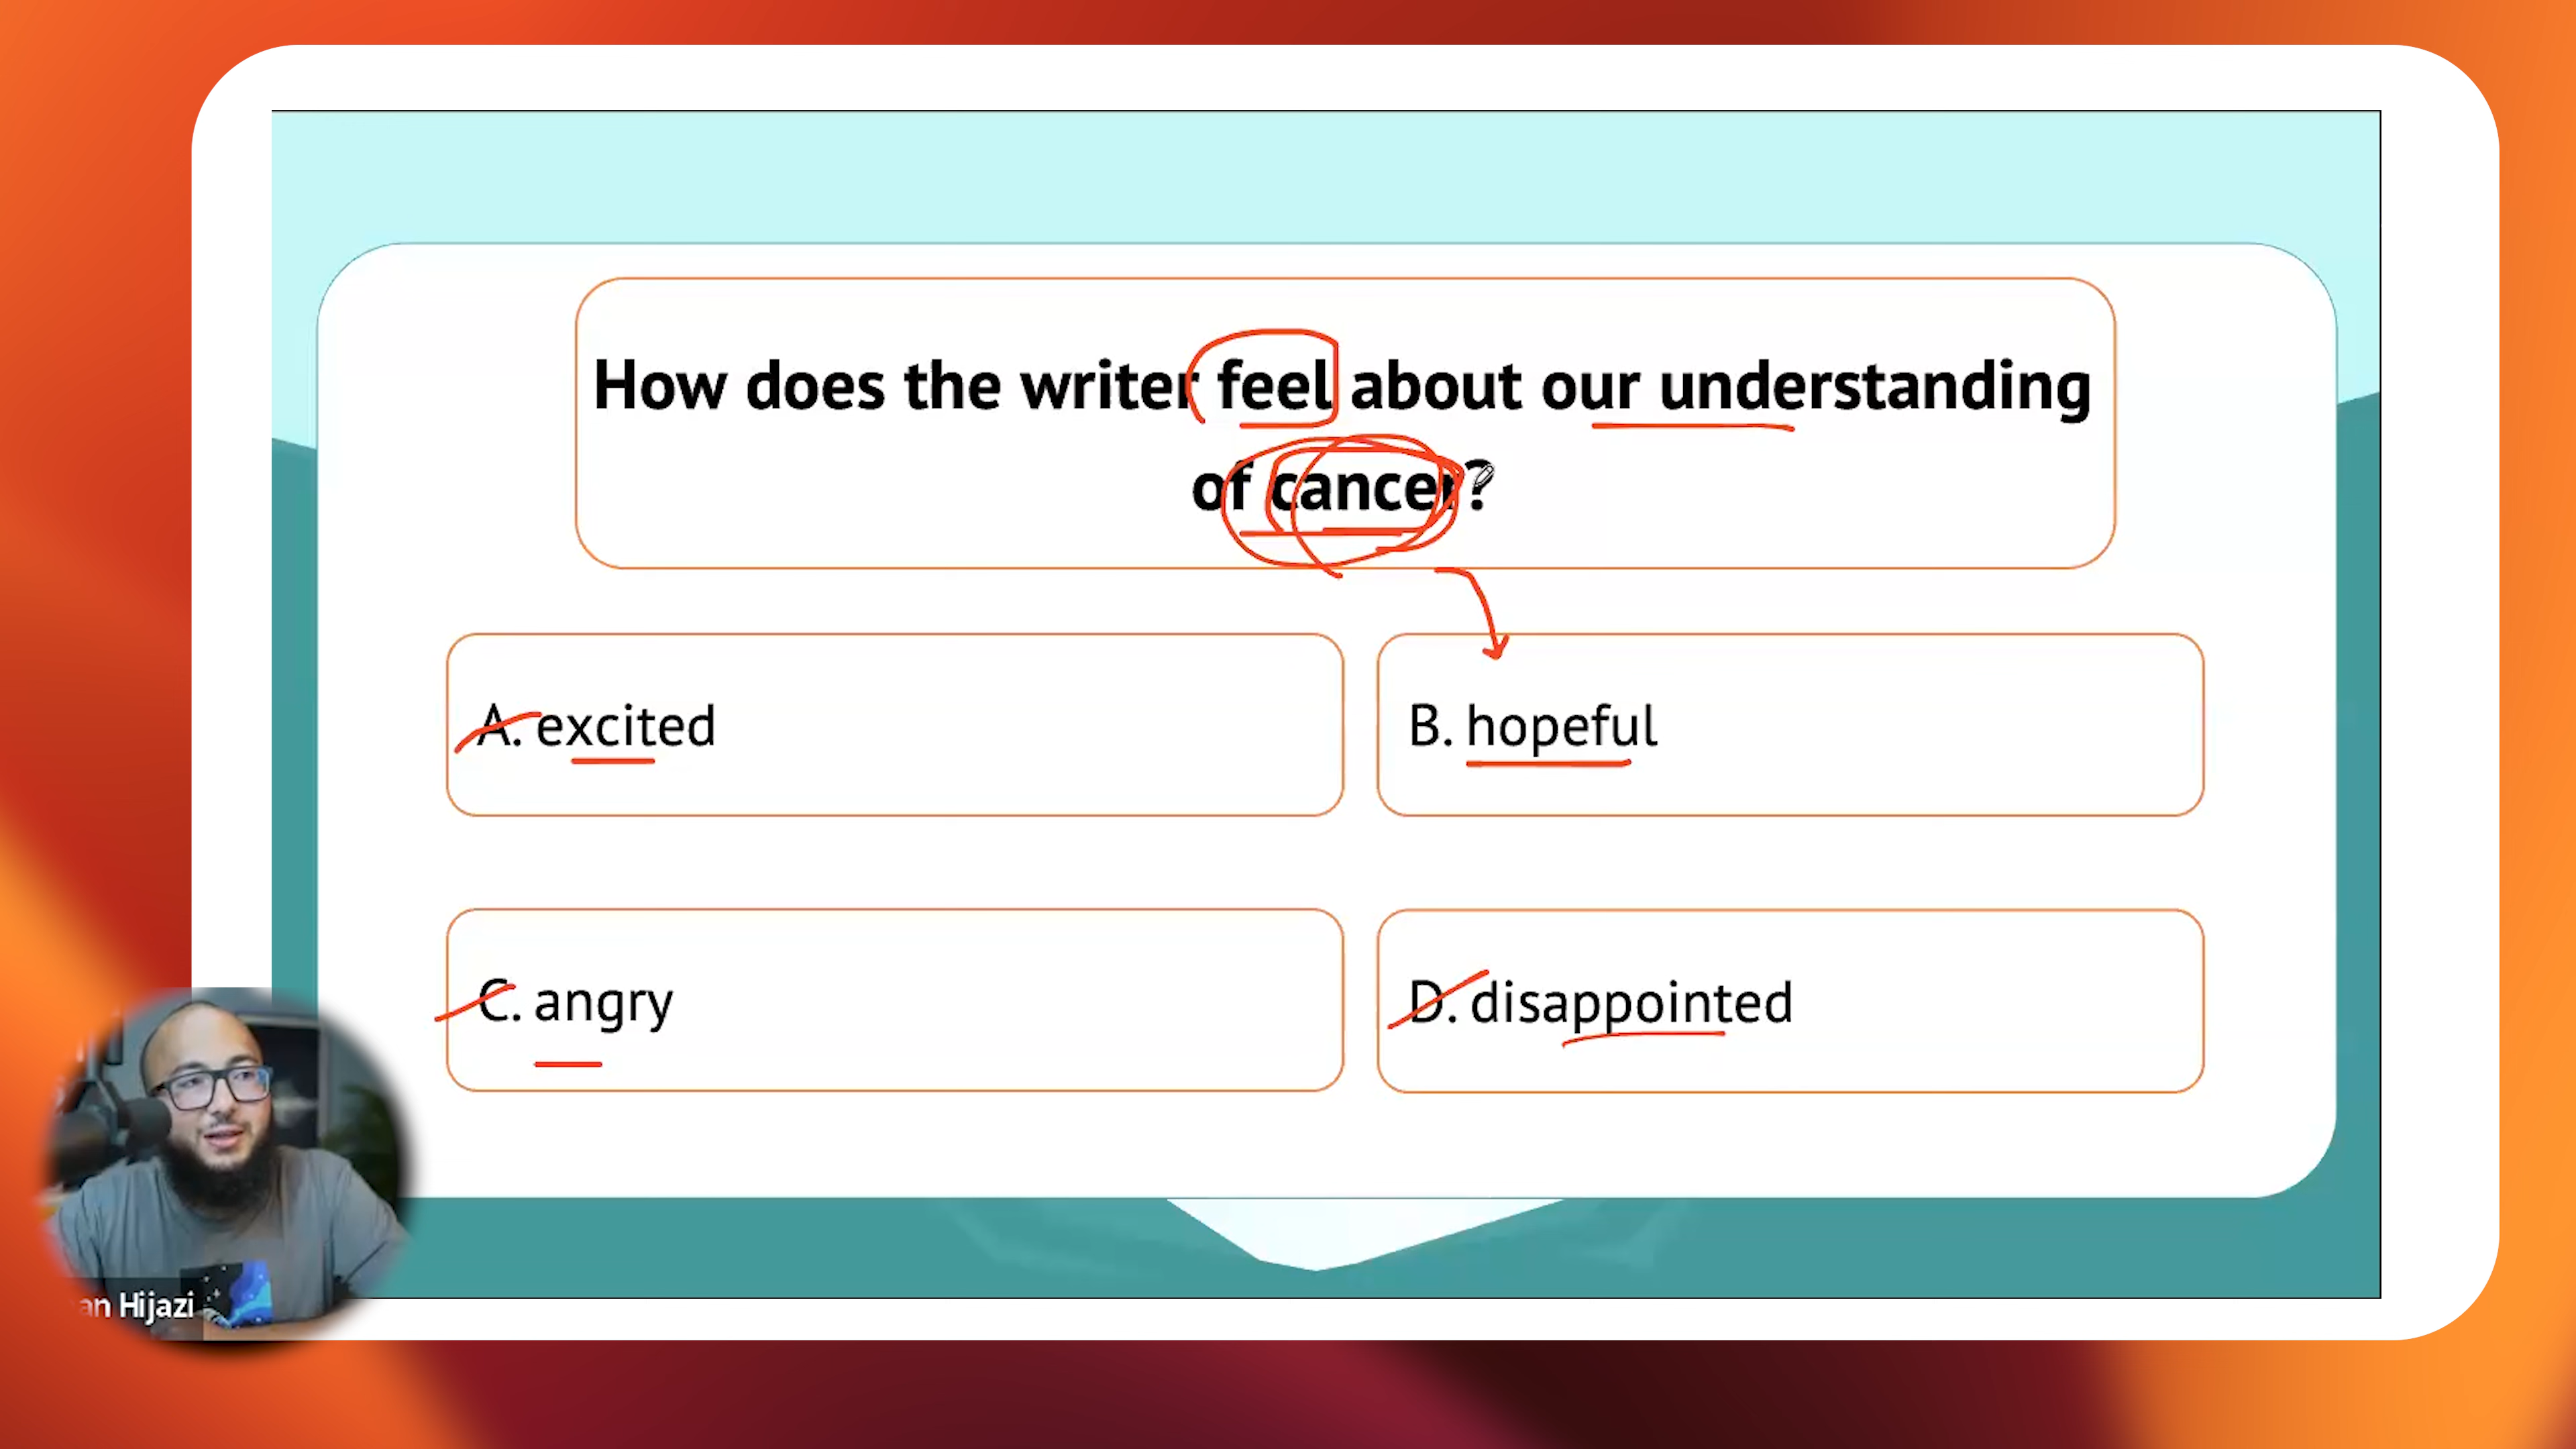 How does the writer feel about our understanding
of cancer?
A. excited
B. hopeful
C. angry
D. disappointed
an Hijazi